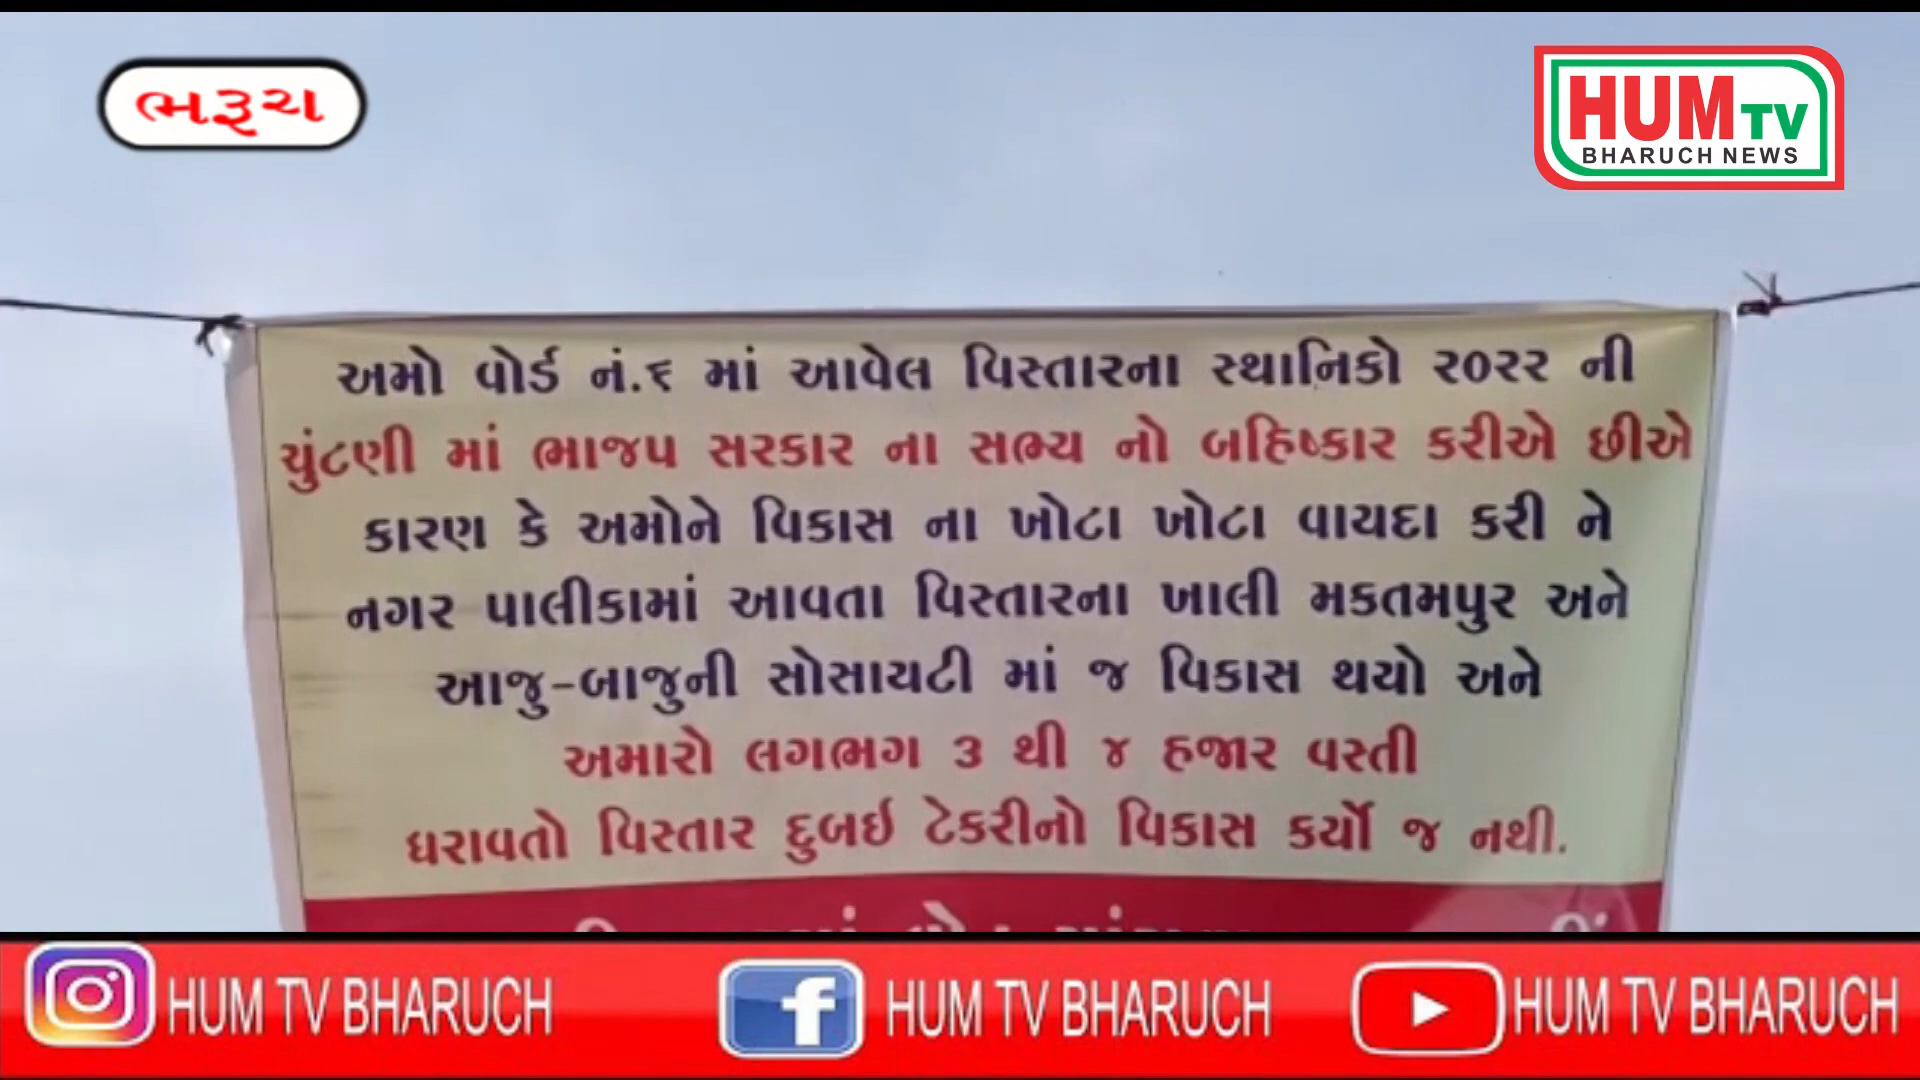 ભરૂચ
HUM TV
BHARUCH NEWS
અમો વોર્ડ નં.૬ માં આવેલ વિસ્તારના સ્થાનિકો ૨૦૨૨ ની
ચુંટણી માં ભાજપ સરકાર ના સભ્ય નો બહિષ્કાર કરીએ છીએ
કારણ કે અમોને વિકાસ ના ખોટા ખોટા વાયદા કરી ને
નગર પાલીકામાં આવતા વિસ્તારના ખાલી મકતમપુર અને
આજુ-બાજુની સોસાયટી માં જ વિકાસ થયો અને
અમારો લગભગ ૩ થી ૪ હજાર વસ્તી
ધરાવતો વિસ્તાર દુબઇ ટેકરીનો વિકાસ કર્યો જ નથી.
HUM TV BHARUCH
HUM TV BHARUCH
HUM TV BHARUCH